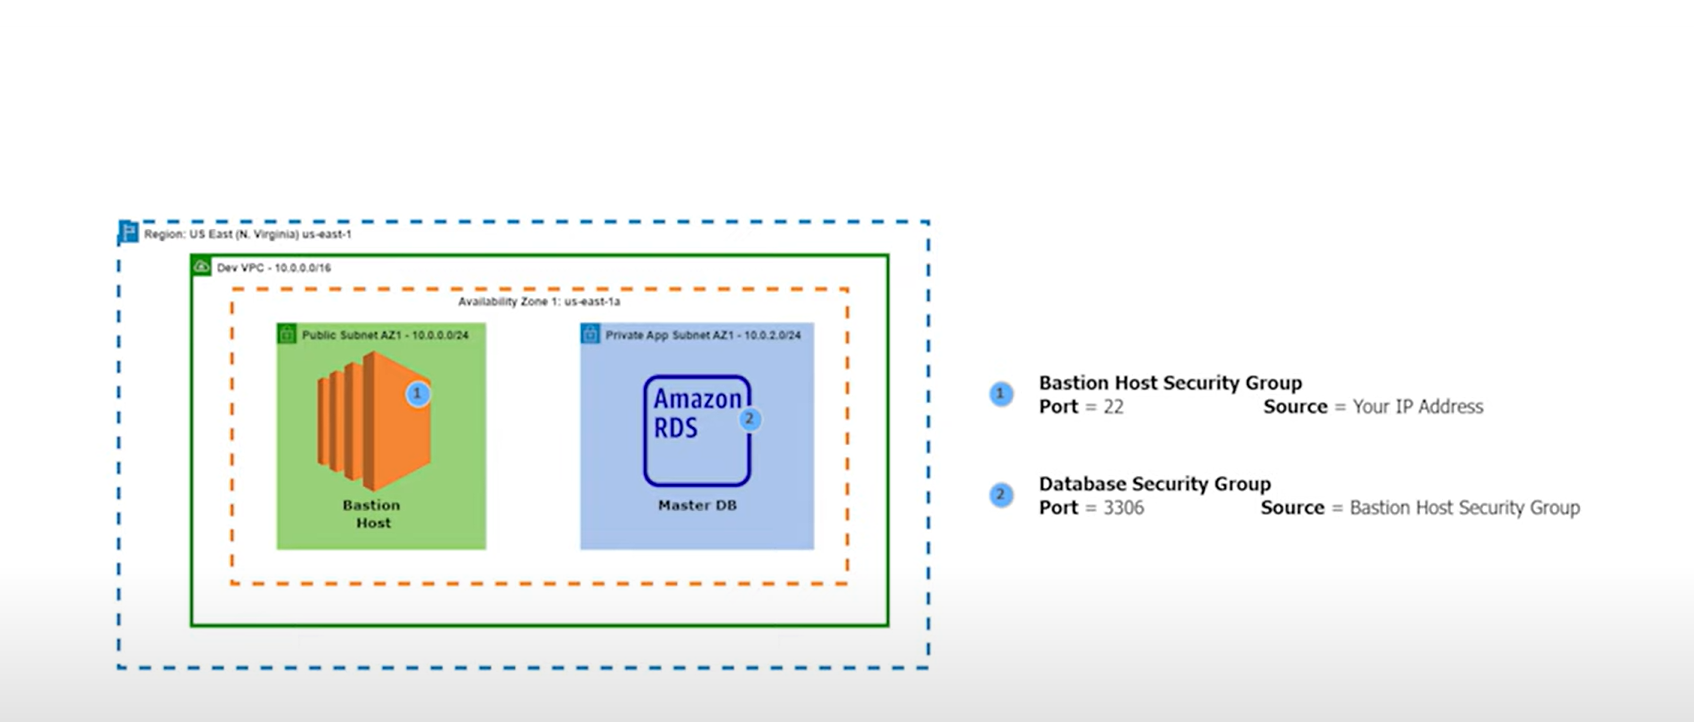 Region: US East (N. Virginia) us-east-1
Dev VPC - 10.0.0.0/16
Availability Zone 1: us-east-1a
Public Subnet AZ1 - 10.0.0.0/24
Private App Subnet AZ1 - 10.0.2.0/24
1
Amazon
RDS
2
Bastion
Host
Master DB
1
Bastion Host Security Group
Port = 22 Source = Your IP Address
2
Database Security Group
Port = 3306 Source = Bastion Host Security Group